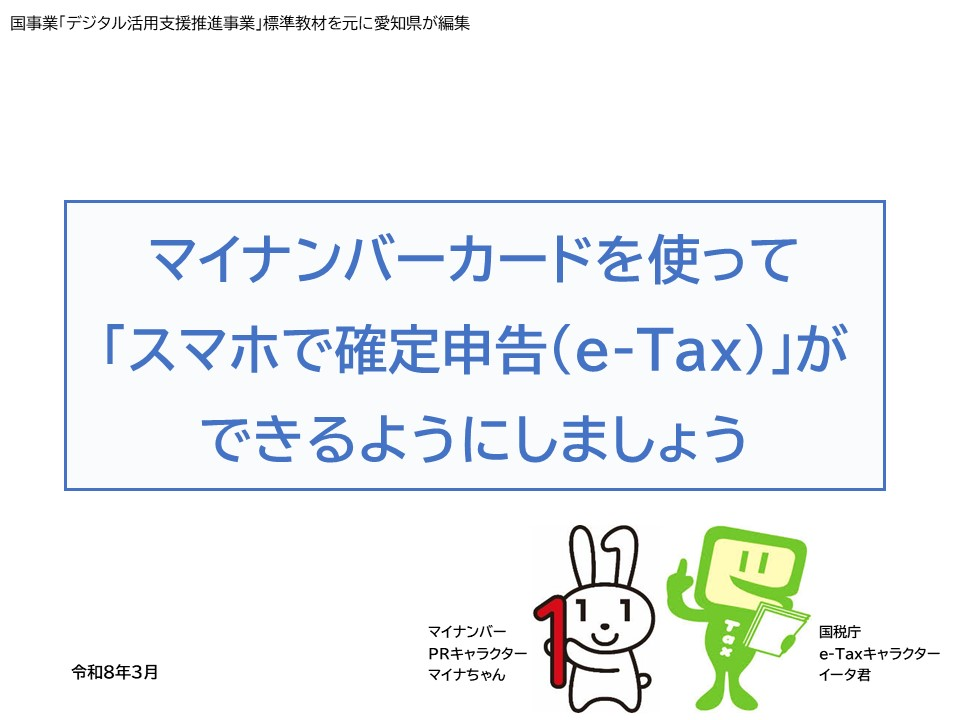 国事業「デジタル活用支援推進事業」標準教材を元に愛知県が編集
マイナンバーカードを使って
「スマホで確定申告（e-Tax）」が
できるようにしましょう
マイナンバー
PRキャラクター
マイナちゃん
1
Tax
国税庁
e-Taxキャラクター
イータ君
令和8年3月